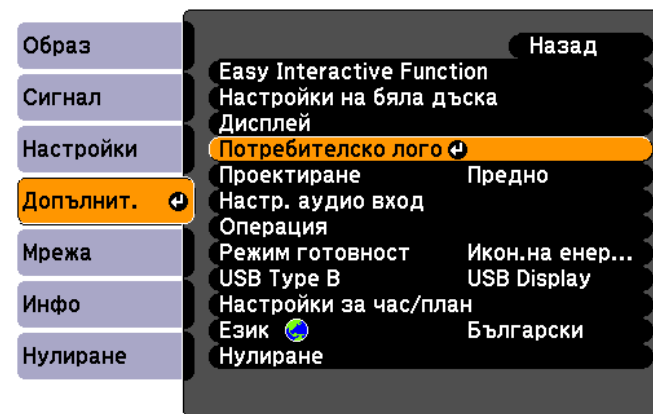 Образ
Сигнал
Настройки
Допълнит.
Мрежа
Инфо
Нулиране
Назад
Easy Interactive Function
Настройки на бяла дъска
Дисплей
Потребителско лого
Проектиране Предно
Настр. аудио вход
Операция
Режим готовност Икон.на енер...
USB Type B USB Display
Настройки за час/план
Език Български
Нулиране